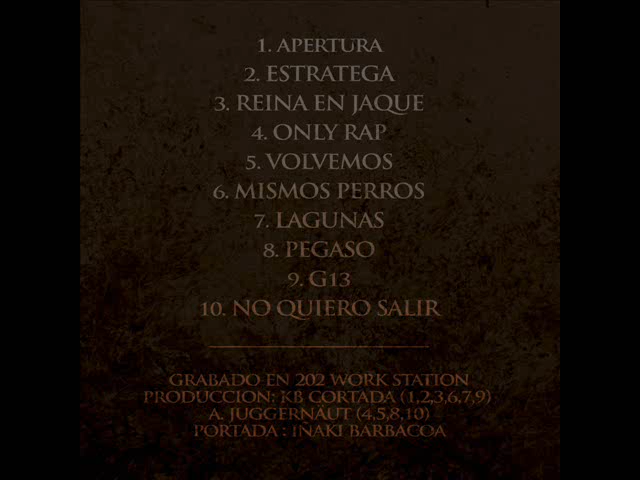 1. APERTURA
2. ESTRATEGA
3. REINA EN JAQUE
4. ONLY RAP
5. VOLVEMOS
6. MISMOS PERROS
7. LAGUNAS
8. PEGASO
9. G13
10. NO QUIERO SALIR
GRABADO EN 202 WORK STATION
PRODUCCION: KB CORTADA (1,2,3,6,7,9)
A. JUGGERNÄUT (4,5,8,10)
PORTADA : IÑAKI BARBACOA